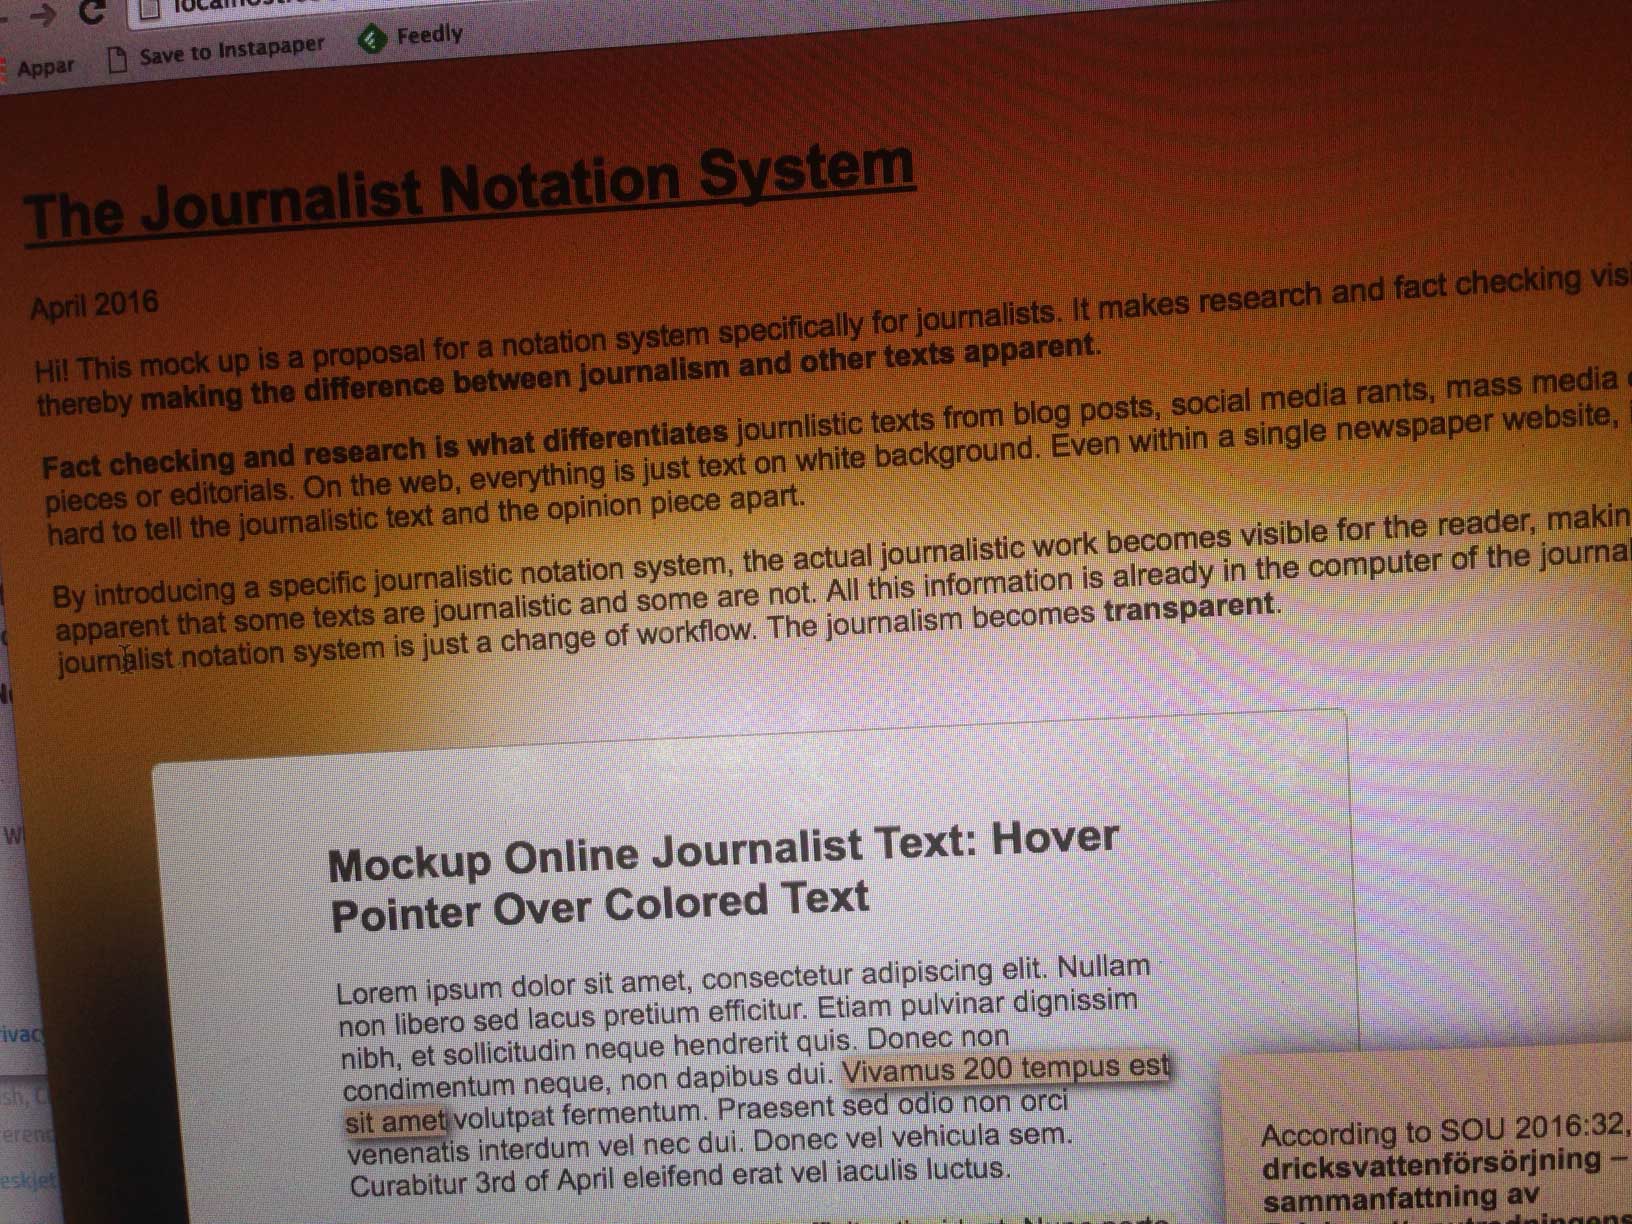 Appar Save to Instapaper Feedly
The Journalist Notation System
April 2016
Hi! This mock up is a proposal for a notation system specifically for journalists. It makes research and fact checking
thereby making the difference between journalism and other texts apparent.
Fact checking and research is what differentiates journlistic texts from blog posts, social media rants, mass media
pieces or editorials. On the web, everything is just text on white background. Even within a single newspaper website,
hard to tell the journalistic text and the opinion piece apart.
By introducing a specific journalistic notation system, the actual journalistic work becomes visible for the reader,
apparent that some texts are journalistic and some are not. All this information is already in the computer of the
journalist notation system is just a change of workflow. The journalism becomes transparent.
Mockup Online Journalist Text: Hover
Pointer Over Colored Text
Lorem ipsum dolor sit amet, consectetur adipiscing elit. Nullam
non libero sed lacus pretium efficitur. Etiam pulvinar dignissim
nibh, et sollicitudin neque hendrerit quis. Donec non
condimentum neque, non dapibus dui. Vivamus 200 tempus est
sit amet volutpat fermentum. Praesent sed odio non orci
venenatis interdum vel nec dui. Donec vel vehicula sem.
Curabitur 3rd of April eleifend erat vel iaculis luctus.
According to SOU 2016:32,
dricksvattenförsörjning –
sammanfattning av